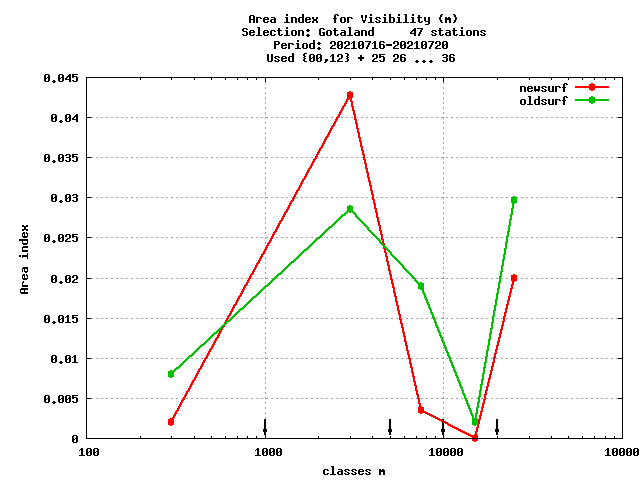 Area index  for Visibility (m)
Selection: Gotaland     47 stations
Period: 20210716-20210720
Used {00,12} + 25 26 ... 36
newsurf
oldsurf
0.045
0.04
0.035
0.03
0.025
0.02
0.015
0.01
0.005
0
Area index
100 1000 10000 10000
classes m